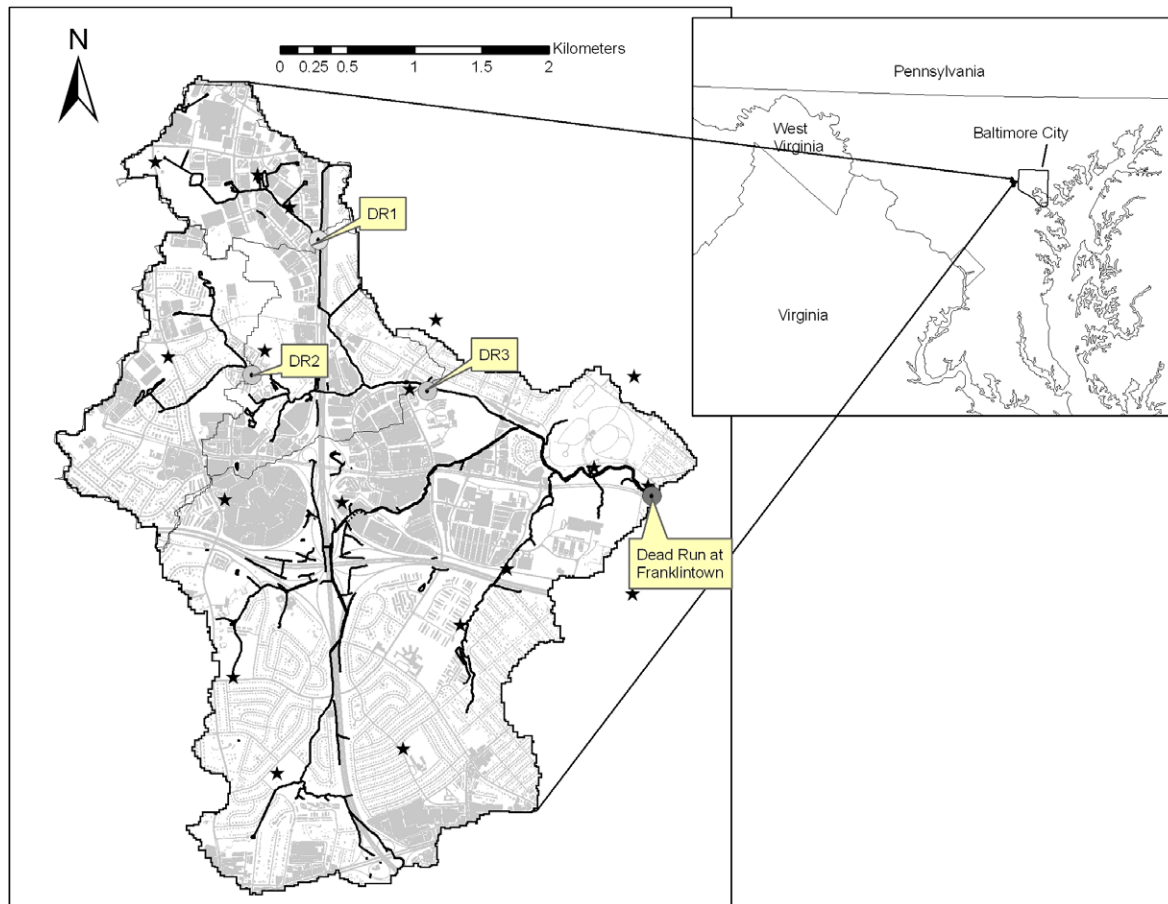 N
Kilometers
0 0.25 0.5 1 1.5 2
Pennsylvania
West
Virginia
Baltimore City
Virginia
DR1
DR2
DR3
Dead Run at
Franklintown